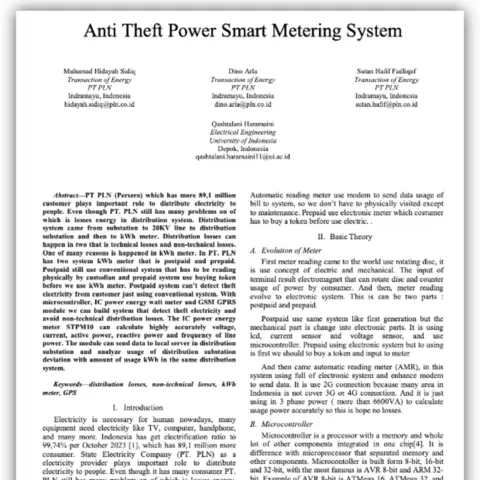 Anti Theft Power Smart Metering System
Muhamad Hidayah Sidiq
Transaction of Energy
PT PLN
Indramayu, Indonesia
hidayah.sidiq@pln.co.id
Dino Arla
Transaction of Energy
PT PLN
Indramayu, Indonesia
dino.arla@pln.co.id
Sutan Hafif Fadliqaf
Transaction of Energy
PT PLN
Indramayu, Indonesia
sutan.hafif@pln.co.id
Qashtalani Haramaini
Electrical Engineering
University of Indonesia
Depok, Indonesia
qashtalani.haramaini11@ui.ac.id
Abstract—PT PLN (Persero) which has more 89,1 million
customer plays important role to distribute electricity to
people. Even though PT. PLN still has many problems on of
which is losses energy in distribution system. Distribution
system came from substation to 20KV line to distribution
substation and then to kWh meter. Distribution losses can
happen in two that is technical losses and non-technical losses.
One of many reasons is happened in kWh meter. In PT. PLN
has two system kWh meter that is postpaid and prepaid.
Postpaid still use conventional system that has to be reading
physically by custodian and prepaid system use buying token
before we use kWh meter. Postpaid system can't detect theft
electricity from customer just using conventional system. With
microcontroller, IC power energy watt meter and GSM GPRS
module we can build system that detect theft electricity and
avoid non-technical distribution losses. The IC power energy
meter STPM10 can calculate highly accurately voltage,
current, active power, reactive power and frequency of line
power. The module can send data to local server in distribution
substation and analyze usage of distribution substation
deviation with amount of usage kWh in the same distribution
system.
Keywords—distribution losses, non-technical losses, kWh
meter, GPS
I. Introduction
Electricity is necessary for human nowadays, many
equipment need electricity like TV, computer, handphone,
and many more. Indonesia has get electrification ratio to
99,74% per October 2023 [1], which has 89,1 million more
consumer. State Electricity Company (PT. PLN) as a
electricity provider plays important role to distribute
electricity to people. Even though it has many consumer PT.
PLN still has many problem on of which is losses energy
Automatic reading meter use modem to send data usage of
bill to system, so we don't have to physically visited except
to maintenance. Prepaid use electronic meter which costumer
has to buy a token before use electric. .
II. Basic Theory
A. Evolution of Meter
First meter reading came to the world use rotating disc, it
is use concept of electric and mechanical. The input of
terminal result electromagnet that can rotate disc and counter
usage of power by consume. And then, meter reading
evolve to electronic system. This is can be two parts :
postpaid and prepaid.
Postpaid use same system like first generation but the
mechanical part is change into electronic parts. It is using
lcd, current sensor and voltage sensor, and use
microcontroller. Prepaid using electronic system but to using
is first we should to buy a token and input to meter
And then came automatic reading meter (AMR), in this
system using full of electronic system and enhance modem
to send data. It is use 2G connection because many area in
Indonesia is not cover 3G or 4G connection. And it is just
using in 3 phase power ( more than 6600VA) to calculate
usage power accurately so this is hope no losses.
B. Microcontroller
Microcontroller is a processor with a memory and whole
lot of other components integrated in one chip[4]. It is
difference with microprocessor that separated memory and
other components. Microcontoller is built form 8-bit, 16-bit
and 32-bit, with the most famous is AVR 8-bit and ARM 32-
bit. Example of AVR 8-bit is ATMega 16, ATMega 32, and